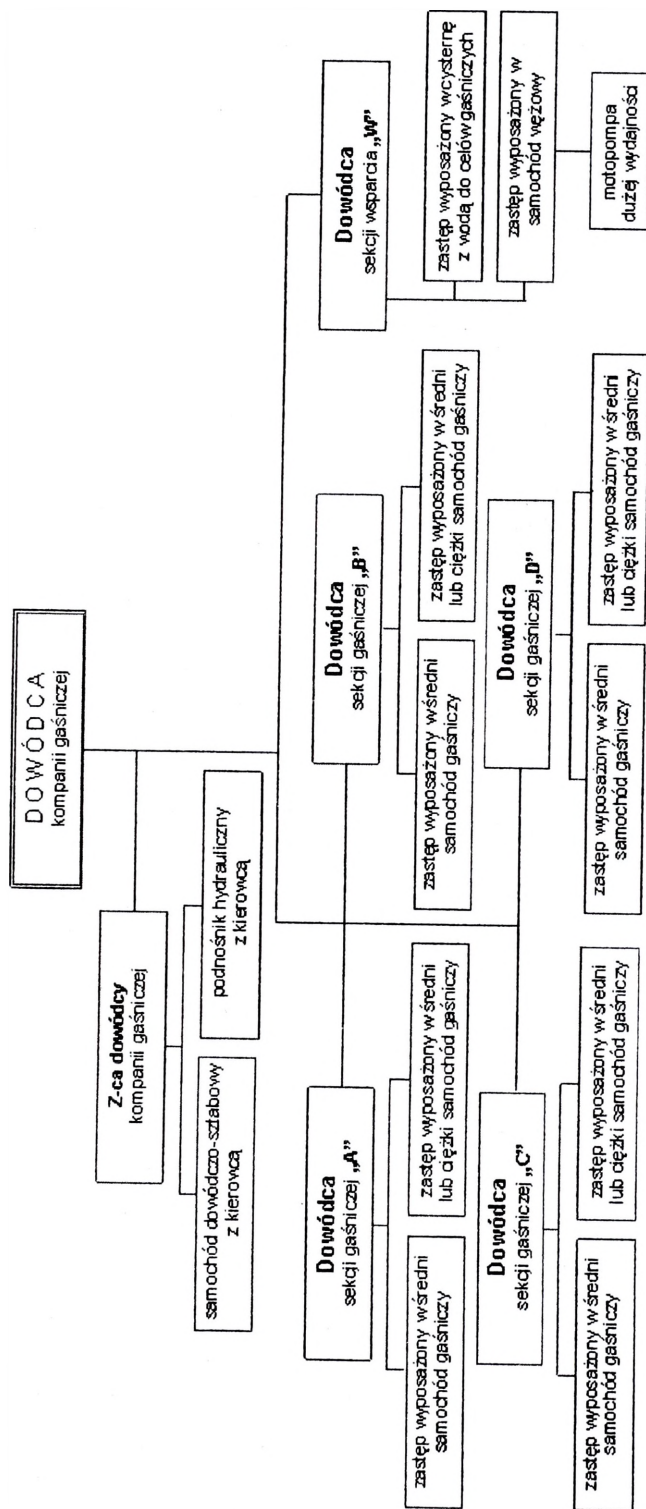 DOWÓDCA
kompanii gaśniczej
Z-ca dowódcy
kompanii gaśniczej
samochód dowódczo-sztabowy
z kierowcą
podnośnik hydrauliczny
z kierowcą
Dowódca
sekcji gaśniczej „A”
zastęp wyposażony w średni
samochód gaśniczy
zastęp wyposażony w średni
lub ciężki samochód gaśniczy
Dowódca
sekcji gaśniczej „B”
zastęp wyposażony w średni
samochód gaśniczy
zastęp wyposażony w średni
lub ciężki samochód gaśniczy
Dowódca
sekcji wsparcia „W”
zastęp wyposażony w cysternę
z wodą do celów gaśniczych
zastęp wyposażony w
samochód wężowy
motopompa
dużej wydajności
Dowódca
sekcji gaśniczej „C”
zastęp wyposażony w średni
samochód gaśniczy
zastęp wyposażony w średni
lub ciężki samochód gaśniczy
Dowódca
sekcji gaśniczej „D”
zastęp wyposażony w średni
samochód gaśniczy
zastęp wyposażony w średni
lub ciężki samochód gaśniczy